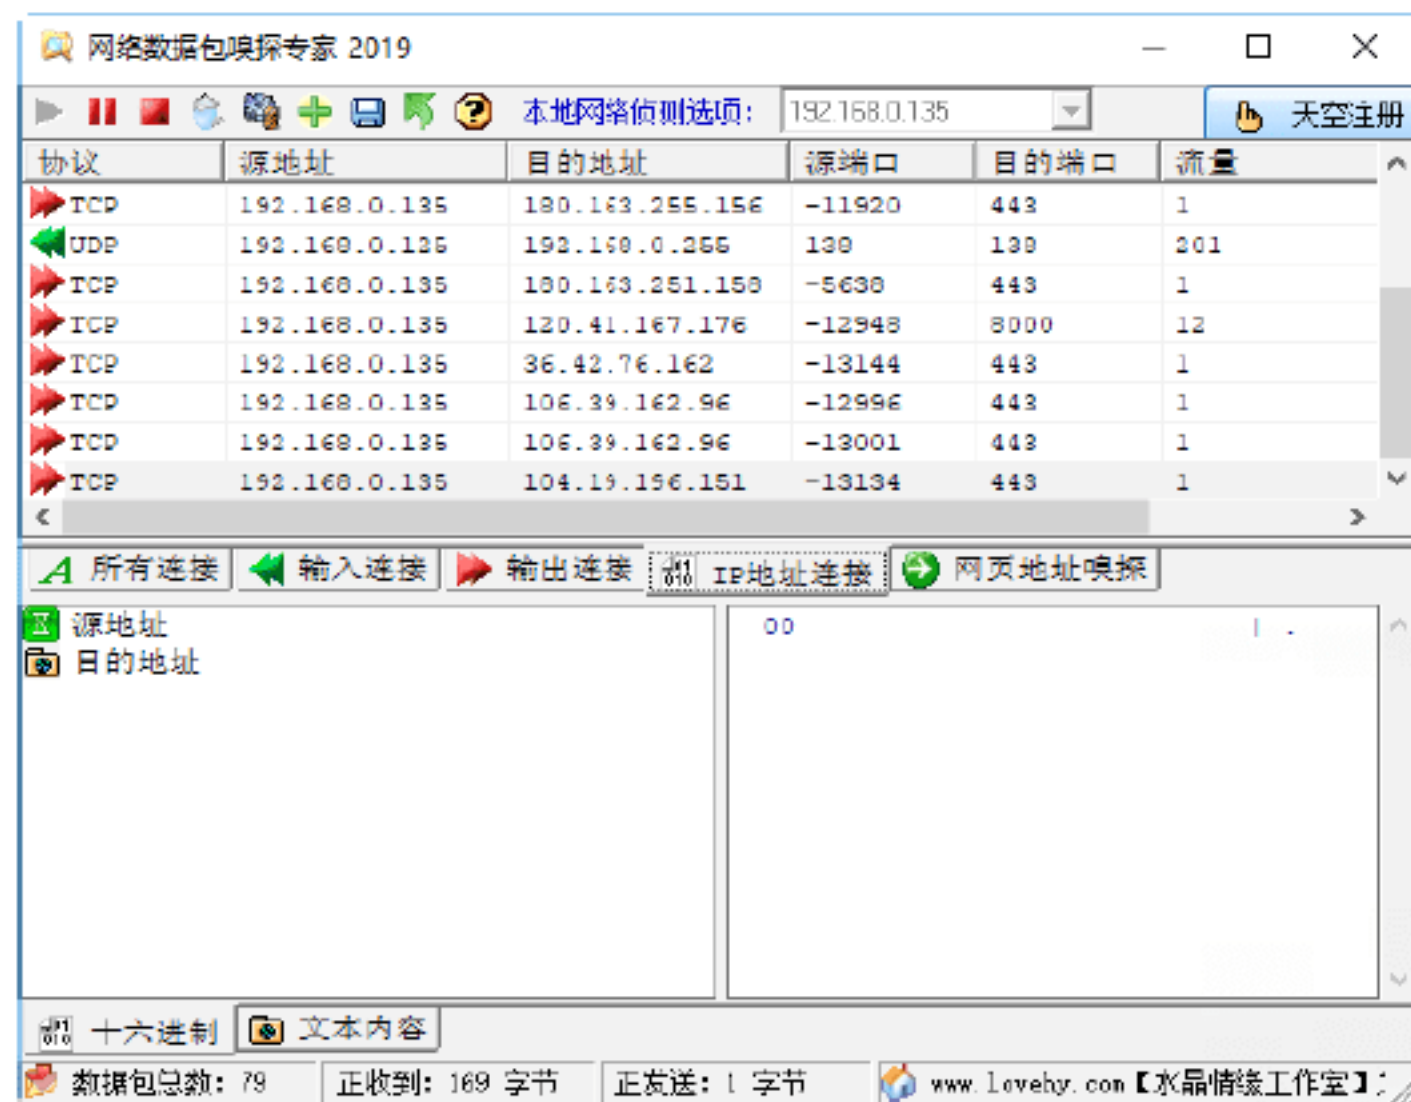 网络数据包嗅探专家 2019
本地网络侦测选项: 192.168.0.135 天空注册
协议 源地址 目的地址 源端口 目的端口 流量
TCP 192.168.0.135 180.163.255.156 -11920 443 1
UDP 192.168.0.125 192.168.0.255 138 138 201
TCP 192.168.0.135 180.163.251.158 -5638 443 1
TCP 192.168.0.135 120.41.167.176 -12948 8000 12
TCP 192.168.0.135 36.42.76.162 -13144 443 1
TCP 192.168.0.135 106.39.162.96 -12996 443 1
TCP 192.168.0.135 106.39.162.96 -13001 443 1
TCP 192.168.0.135 104.19.196.151 -13134 443 1
A 所有连接 输入连接 输出连接 IP地址连接 网页地址嗅探
源地址 00 | .
目的地址
十六进制 文本内容
数据包总数: 79 正收到: 169 字节 正发送: 1 字节 www.lovehy.com【水晶情缘工作室】